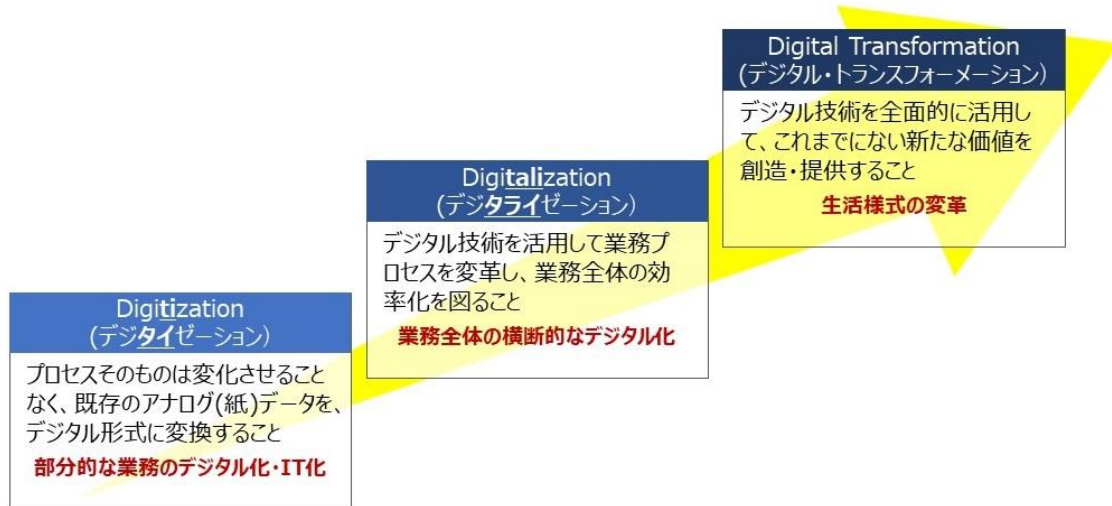 Digital Transformation
(デジタル・トランスフォーメーション)
デジタル技術を全面的に活用し
て、これまでにない新たな価値を
創造・提供すること
生活様式の変革
Digitalization
(デジタライゼーション)
デジタル技術を活用して業務プ
ロセスを変革し、業務全体の効
率化を図ること
業務全体の横断的なデジタル化
Digitization
(デジタイゼーション)
プロセスそのものは変化させること
なく、既存のアナログ(紙)データを、
デジタル形式に変換すること
部分的な業務のデジタル化・IT化